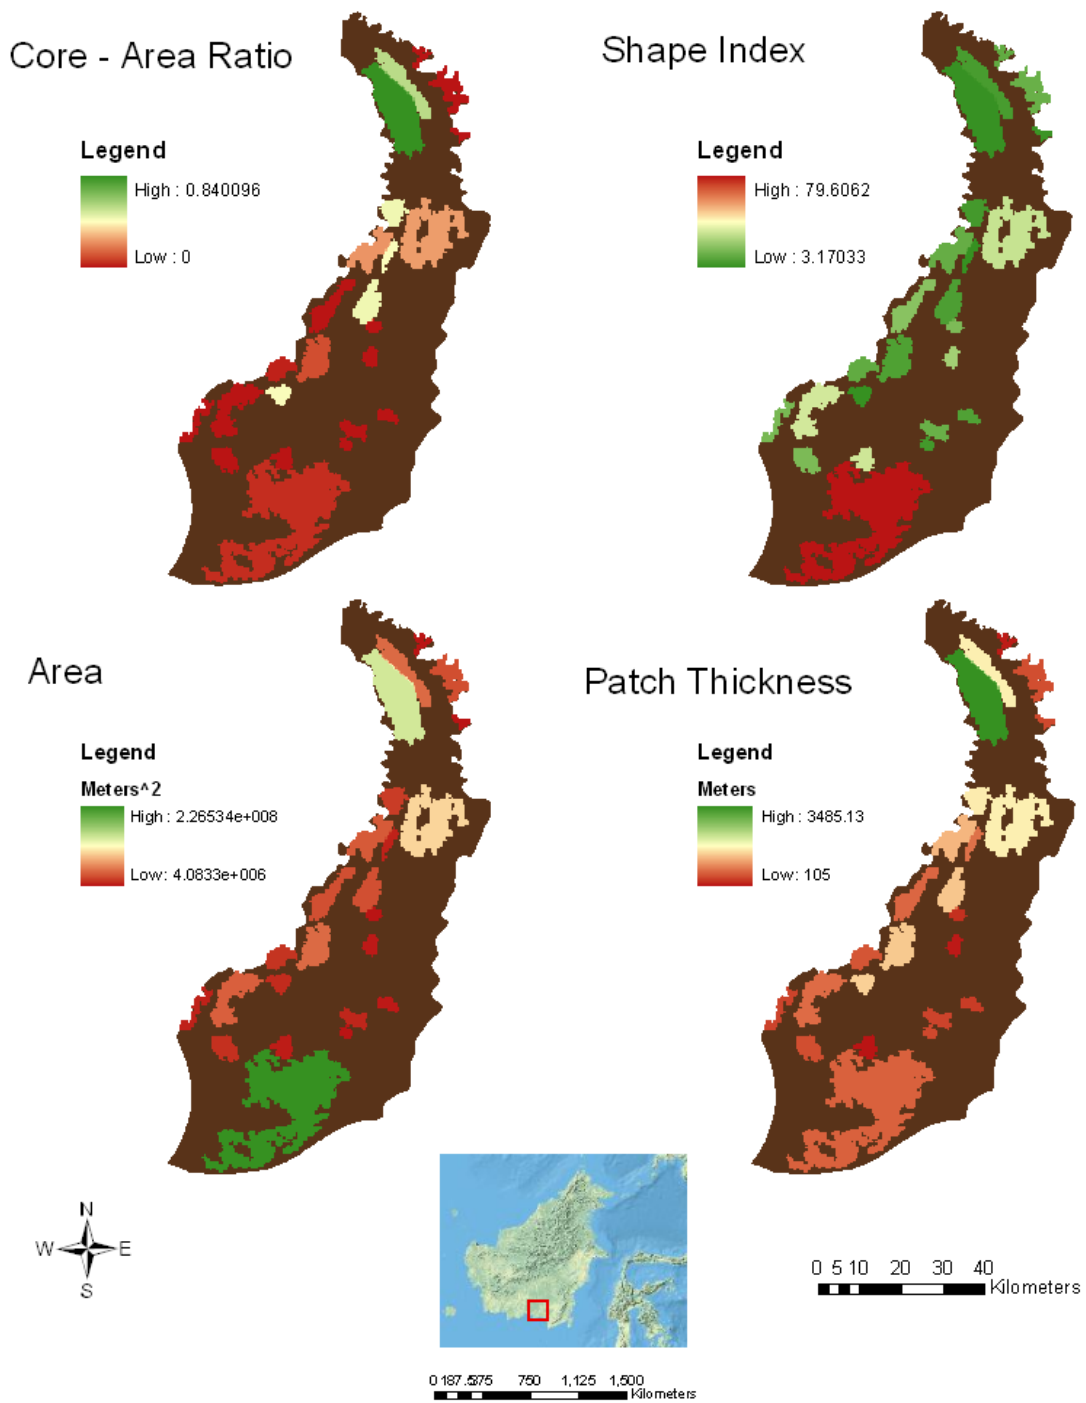 Core - Area Ratio
Legend
High : 0.840096
Low : 0
Shape Index
Legend
High : 79.6062
Low : 3.17033
Area
Legend
Meters^2
High : 2.26534e+008
Low: 4.0833e+006
Patch Thickness
Legend
Meters
High : 3485.13
Low: 105
N
W E
S
0 5 10 20 30 40
Kilometers
0 187.5375 750 1,125 1,500
Kilometers